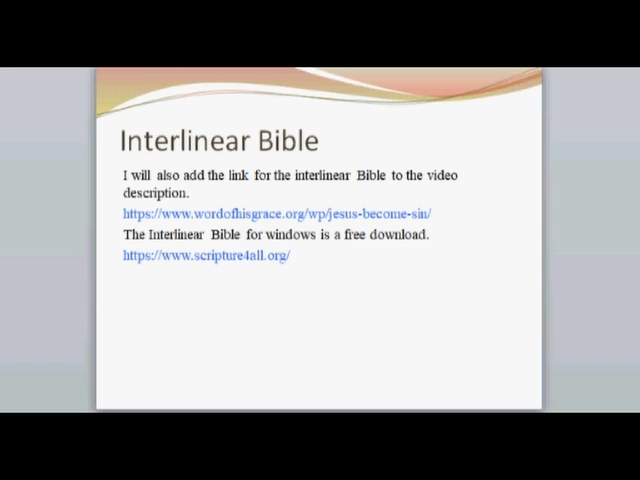 Interlinear Bible
I will also add the link for the interlinear Bible to the video
description.
https://www.wordofhisgrace.org/wp/jesus-become-sin/
The Interlinear Bible for windows is a free download.
https://www.scripture4all.org/